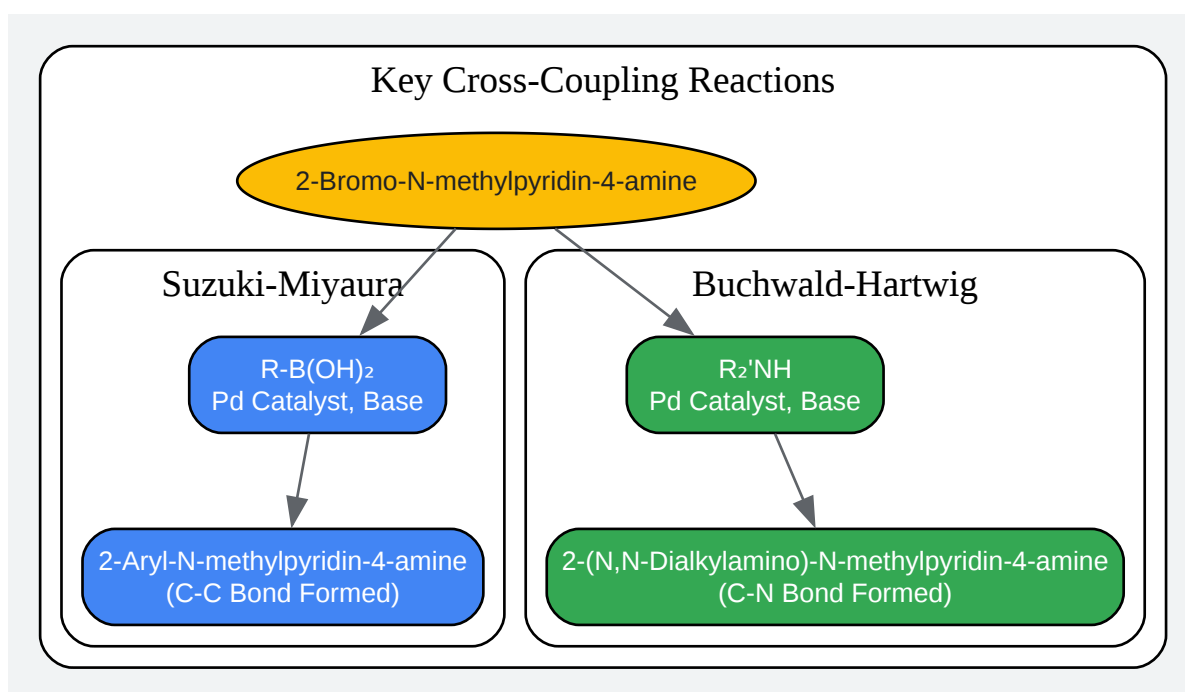 Key Cross-Coupling Reactions
2-Bromo-N-methylpyridin-4-amine
Suzuki-Miyaura
R-B(OH)₂
Pd Catalyst, Base
2-Aryl-N-methylpyridin-4-amine
(C-C Bond Formed)
Buchwald-Hartwig
R₂'NH
Pd Catalyst, Base
2-(N,N-Dialkylamino)-N-methylpyridin-4-amine
(C-N Bond Formed)